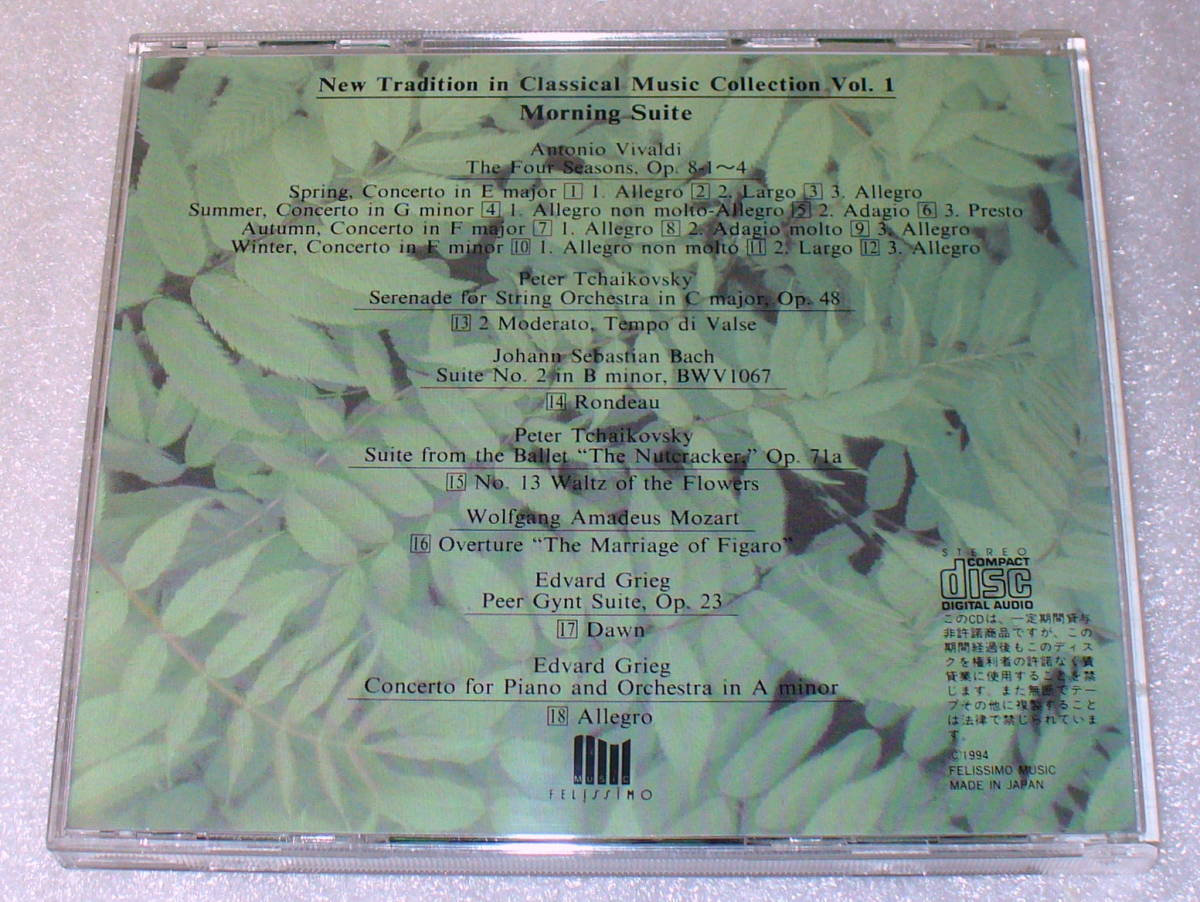 New Tradition in Classical Music Collection Vol. 1
Morning Suite
Antonio Vivaldi
The Four Seasons, Op. 8-1～4
Spring, Concerto in E major 1 1. Allegro 2 2. Largo 3 3. Allegro
Summer, Concerto in G minor 4 1. Allegro non molto-Allegro 5 2. Adagio 6 3. Presto
Autumn, Concerto in F major 7 1. Allegro 8 2. Adagio molto 9 3. Allegro
Winter, Concerto in F minor 10 1. Allegro non molto 11 2. Largo 12 3. Allegro
Peter Tchaikovsky
Serenade for String Orchestra in C major, Op. 48
13 2 Moderato, Tempo di Valse
Johann Sebastian Bach
Suite No. 2 in B minor, BWV1067
14 Rondeau
Peter Tchaikovsky
Suite from the Ballet “The Nutcracker,” Op. 71a
15 No. 13 Waltz of the Flowers
Wolfgang Amadeus Mozart
16 Overture “The Marriage of Figaro”
Edvard Grieg
Peer Gynt Suite, Op. 23
17 Dawn
Edvard Grieg
Concerto for Piano and Orchestra in A minor
18 Allegro
MUSIC
FELISSIMO
STEREO
COMPACT
disc
DIGITAL AUDIO
このCDは、一定期間貸与
非許諾商品ですが、この
期間経過後もこのディス
クを権利者の許諾なく賃
貸業に使用することを禁
じます。また無断でテー
プその他に複製すること
は法律で禁じられていま
す。
©1994
FELISSIMO MUSIC
MADE IN JAPAN